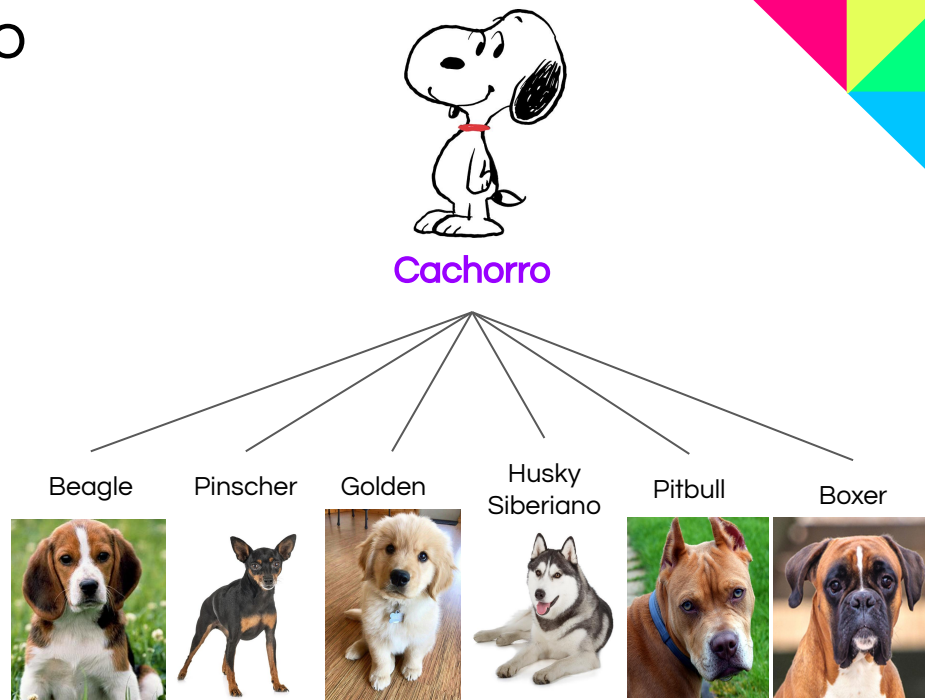 o
Cachorro
Beagle
Pinscher
Golden
Husky
Siberiano
Pitbull
Boxer